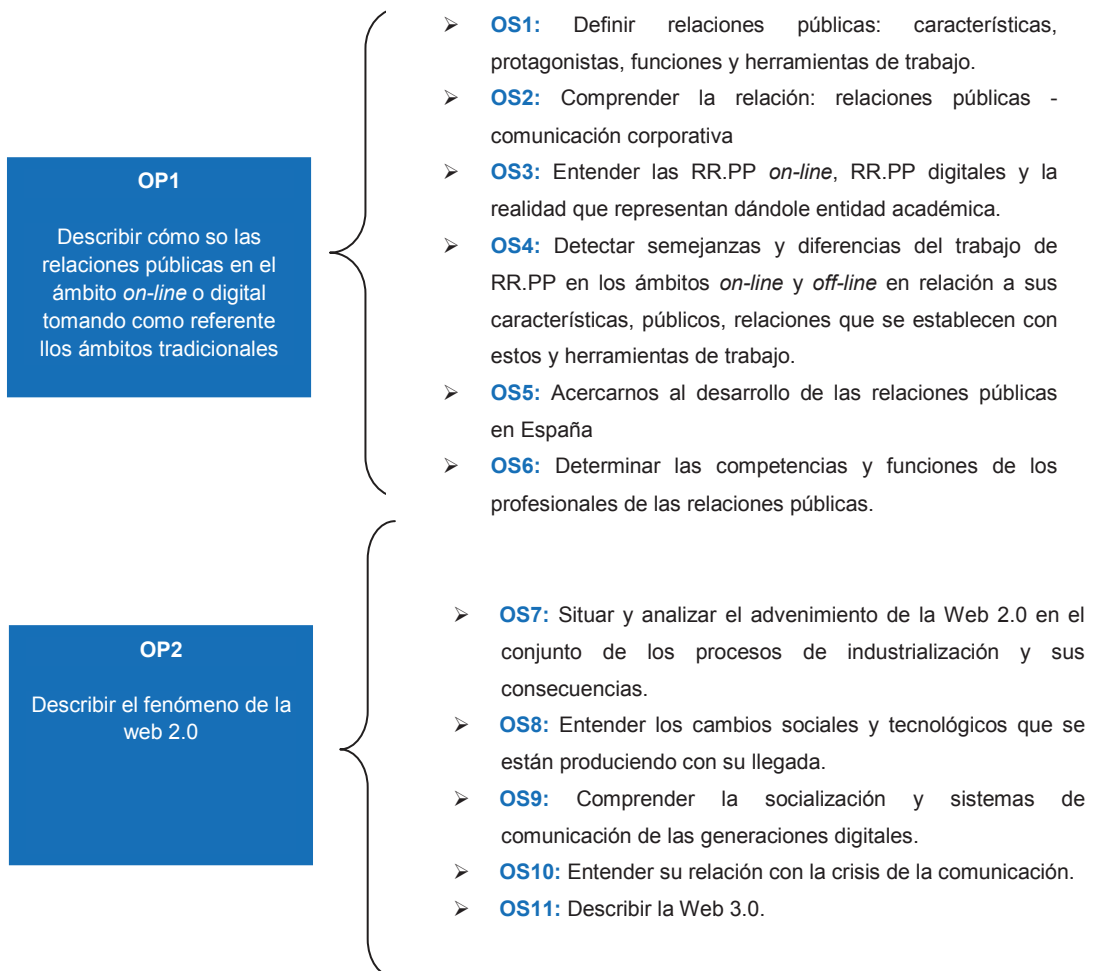 OP1
Describir cómo so las
relaciones públicas en el
ámbito on-line o digital
tomando como referente
llos ámbitos tradicionales
➢ OS1: Definir relaciones públicas: características,
protagonistas, funciones y herramientas de trabajo.
➢ OS2: Comprender la relación: relaciones públicas -
comunicación corporativa
➢ OS3: Entender las RR.PP on-line, RR.PP digitales y la
realidad que representan dándole entidad académica.
➢ OS4: Detectar semejanzas y diferencias del trabajo de
RR.PP en los ámbitos on-line y off-line en relación a sus
características, públicos, relaciones que se establecen con
estos y herramientas de trabajo.
➢ OS5: Acercarnos al desarrollo de las relaciones públicas
en España
➢ OS6: Determinar las competencias y funciones de los
profesionales de las relaciones públicas.
OP2
Describir el fenómeno de la
web 2.0
➢ OS7: Situar y analizar el advenimiento de la Web 2.0 en el
conjunto de los procesos de industrialización y sus
consecuencias.
➢ OS8: Entender los cambios sociales y tecnológicos que se
están produciendo con su llegada.
➢ OS9: Comprender la socialización y sistemas de
comunicación de las generaciones digitales.
➢ OS10: Entender su relación con la crisis de la comunicación.
➢ OS11: Describir la Web 3.0.